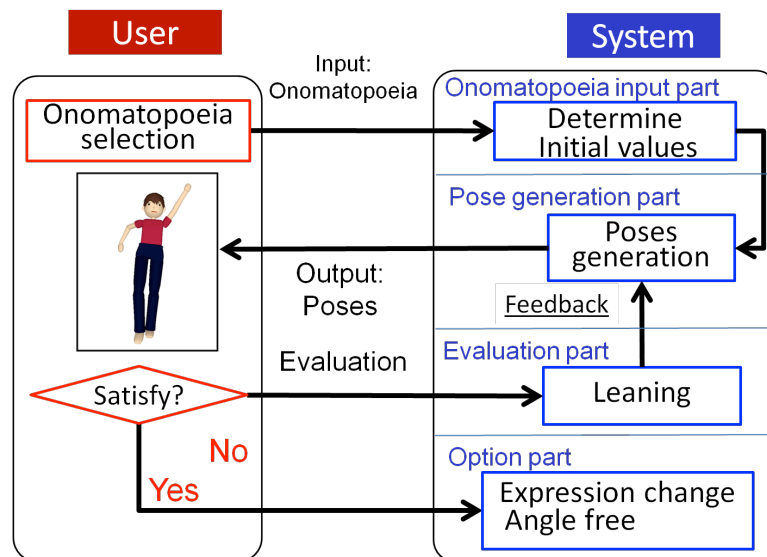 User
System
Input:
Onomatopoeia
Onomatopoeia input part
Onomatopoeia
selection
Determine
Initial values
Pose generation part
Poses
generation
Output:
Poses
Feedback
Evaluation
Evaluation part
Satisfy?
Leaning
No
Yes
Option part
Expression change
Angle free